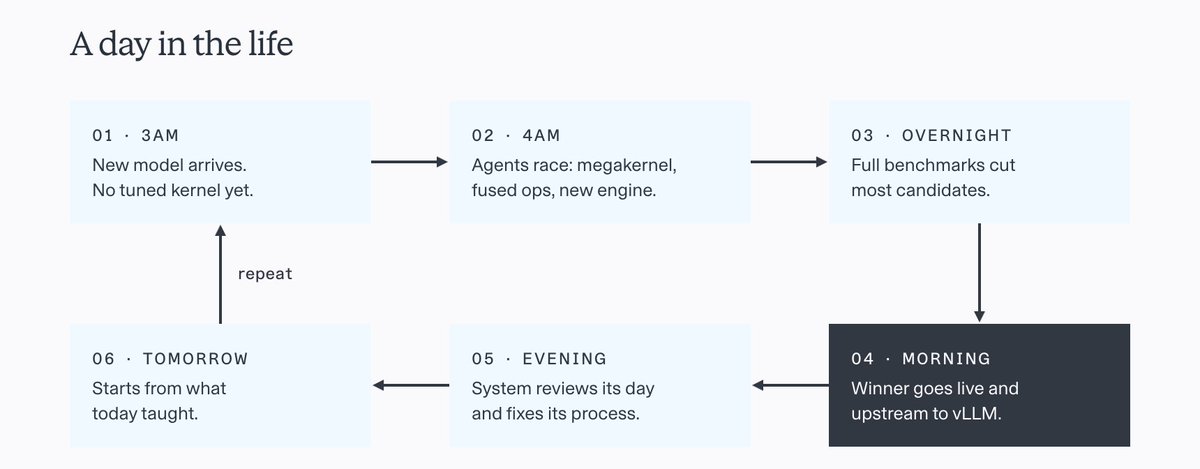 A day in the life
01 · 3AM
New model arrives.
No tuned kernel yet.
02 · 4AM
Agents race: megakernel,
fused ops, new engine.
03 · OVERNIGHT
Full benchmarks cut
most candidates.
repeat
06 · TOMORROW
Starts from what
today taught.
05 · EVENING
System reviews its day
and fixes its process.
04 · MORNING
Winner goes live and
upstream to vLLM.